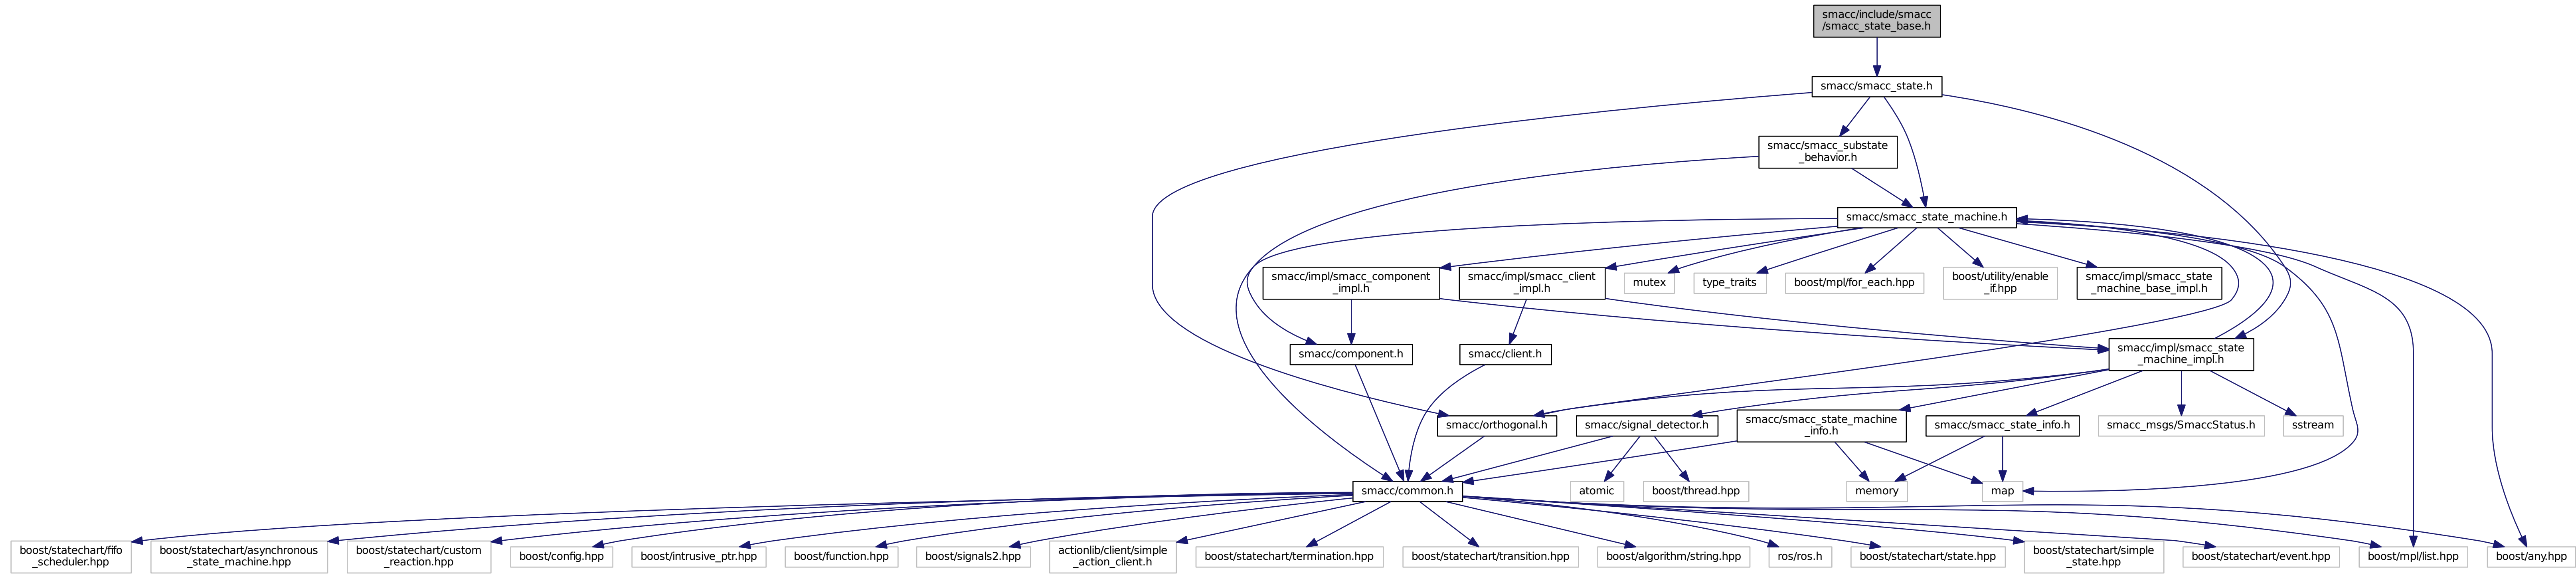 smacc/include/smacc
/smacc_state_base.h
smacc/smacc_state.h
smacc/smacc_substate
_behavior.h
smacc/smacc_state_machine.h
smacc/impl/smacc_component
_impl.h
smacc/impl/smacc_client
_impl.h
mutex
type_traits
boost/mpl/for_each.hpp
boost/utility/enable
_if.hpp
smacc/impl/smacc_state
_machine_base_impl.h
smacc/component.h
smacc/client.h
smacc/impl/smacc_state
_machine_impl.h
smacc/orthogonal.h
smacc/signal_detector.h
smacc/smacc_state_machine
_info.h
smacc/smacc_state_info.h
smacc_msgs/SmaccStatus.h
sstream
smacc/common.h
atomic
boost/thread.hpp
memory
map
boost/statechart/fifo
_scheduler.hpp
boost/statechart/asynchronous
_state_machine.hpp
boost/statechart/custom
_reaction.hpp
boost/config.hpp
boost/intrusive_ptr.hpp
boost/function.hpp
boost/signals2.hpp
actionlib/client/simple
_action_client.h
boost/statechart/termination.hpp
boost/statechart/transition.hpp
boost/algorithm/string.hpp
ros/ros.h
boost/statechart/state.hpp
boost/statechart/simple
_state.hpp
boost/statechart/event.hpp
boost/mpl/list.hpp
boost/any.hpp